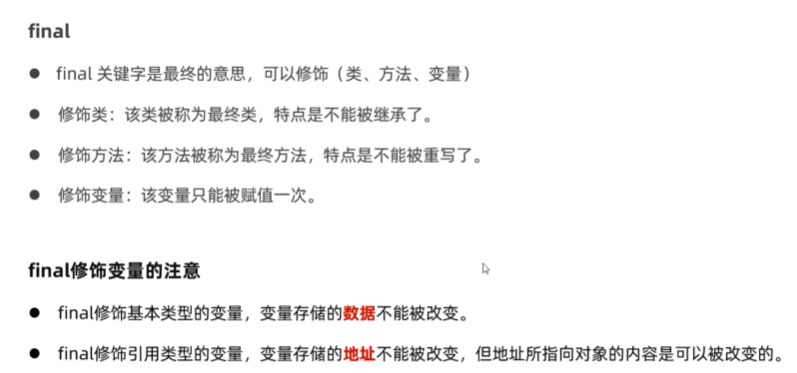 final
● final 关键字是最终的意思，可以修饰（类、方法、变量）
● 修饰类：该类被称为最终类，特点是不能被继承了。
● 修饰方法：该方法被称为最终方法，特点是不能被重写了。
● 修饰变量：该变量只能被赋值一次。
final修饰变量的注意
● final修饰基本类型的变量，变量存储的数据不能被改变。
● final修饰引用类型的变量，变量存储的地址不能被改变，但地址所指向对象的内容是可以被改变的。